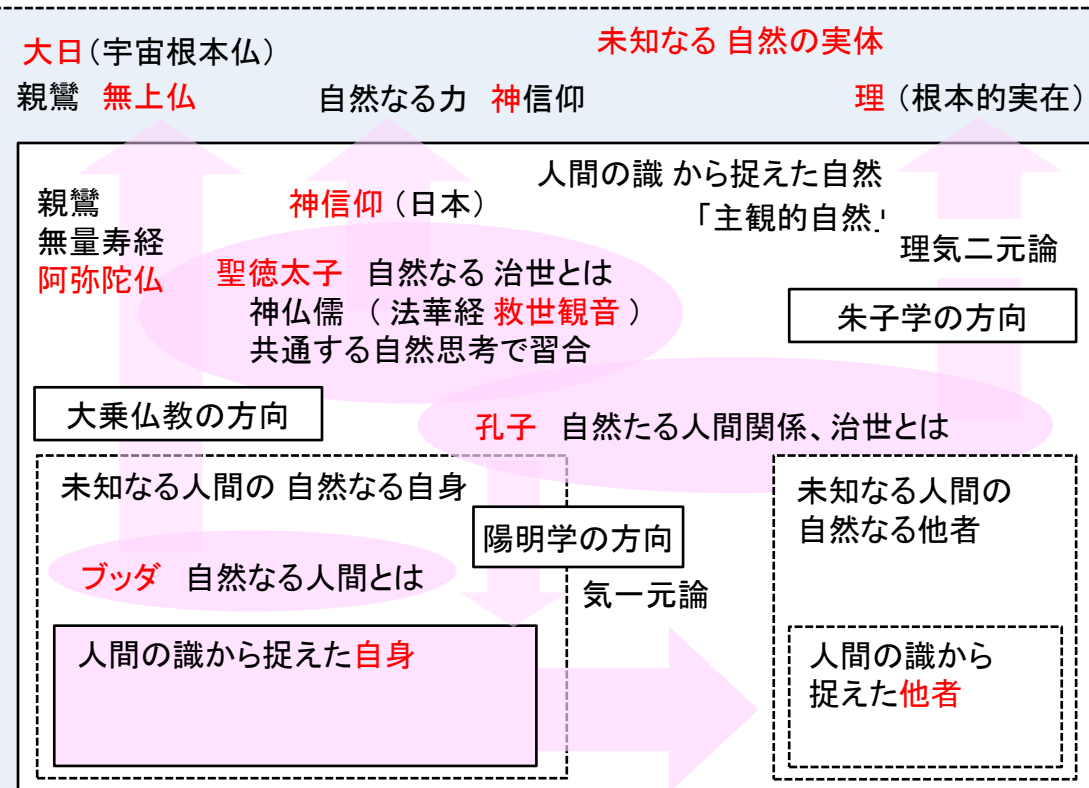 大日（宇宙根本仏）
未知なる 自然の実体
親鸞 無上仏
自然なる力 神信仰
理（根本的実在）
人間の識 から捉えた自然
「主観的自然」
親鸞
無量寿経
阿弥陀仏
神信仰（日本）
理気二元論
聖徳太子 自然なる 治世とは
神仏儒 （ 法華経 救世観音 ）
共通する自然思考で習合
朱子学の方向
大乗仏教の方向
孔子 自然たる人間関係、治世とは
未知なる人間の 自然なる自身
未知なる人間の
自然なる他者
陽明学の方向
ブッダ 自然なる人間とは
気一元論
人間の識から捉えた自身
人間の識から
捉えた他者